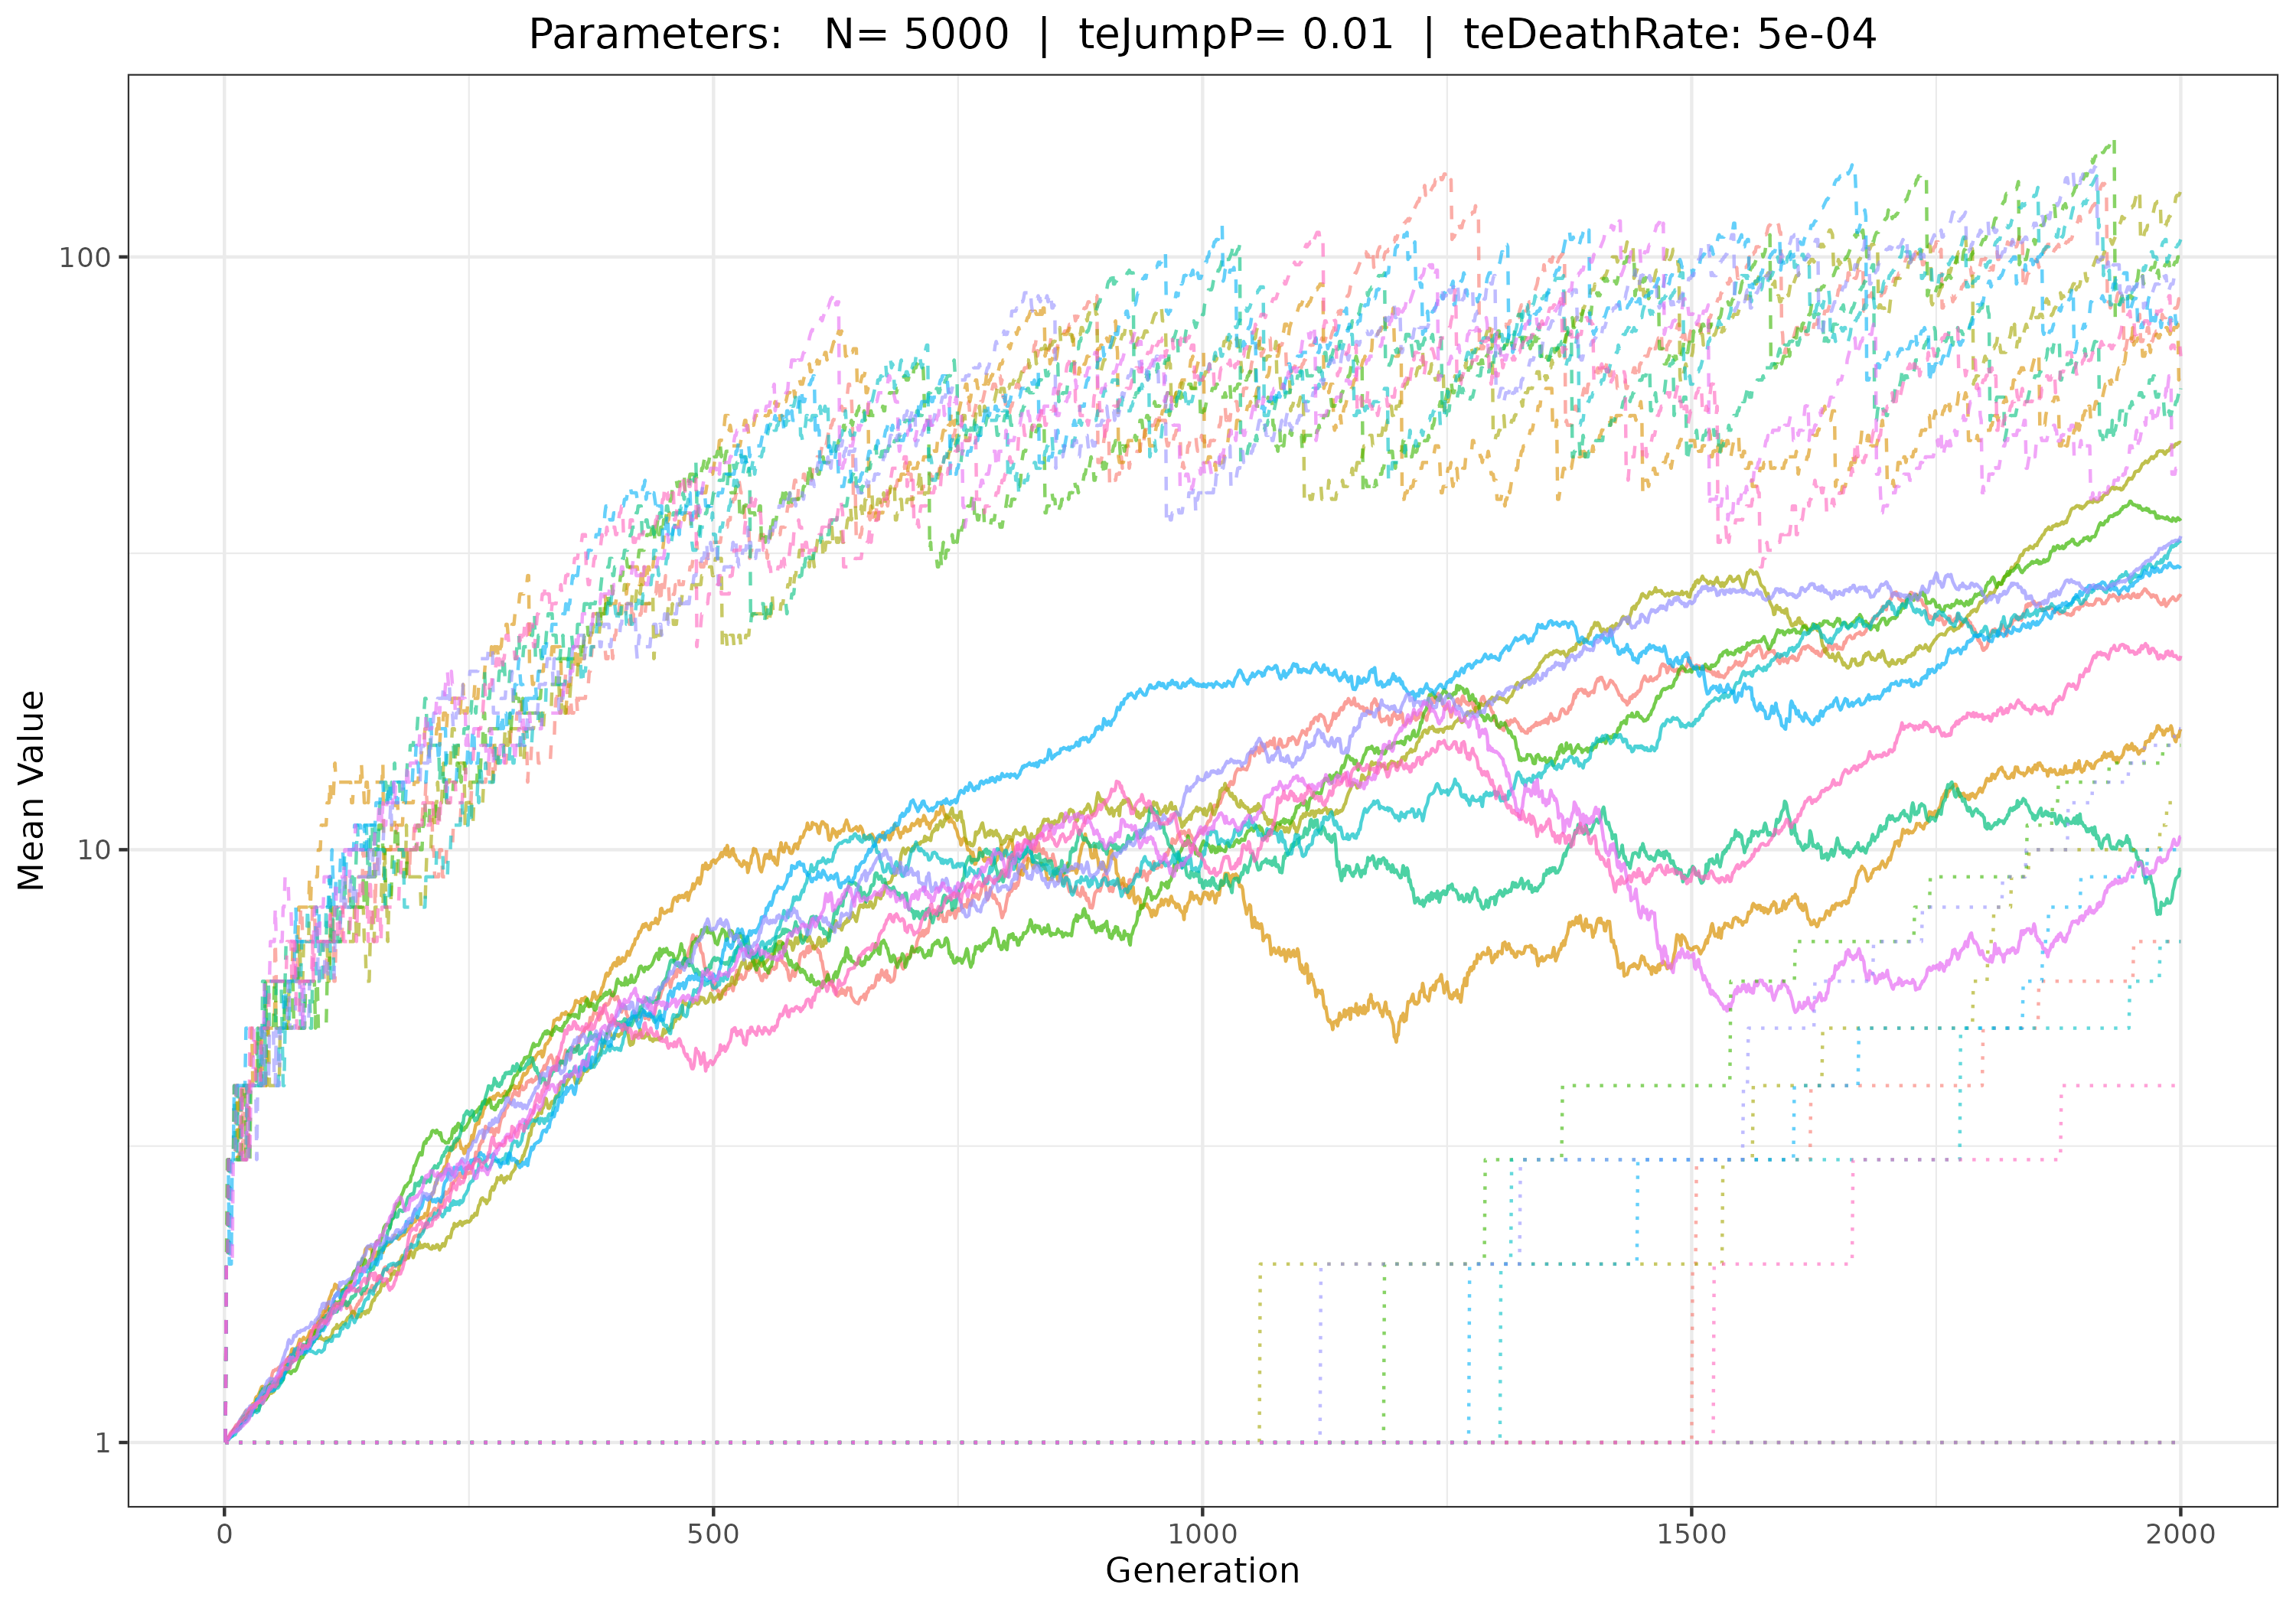 Parameters:   N= 5000  |  teJumpP= 0.01  |  teDeathRate: 5e-04
Mean Value
100
10
1
0 500 1000 1500 2000
Generation